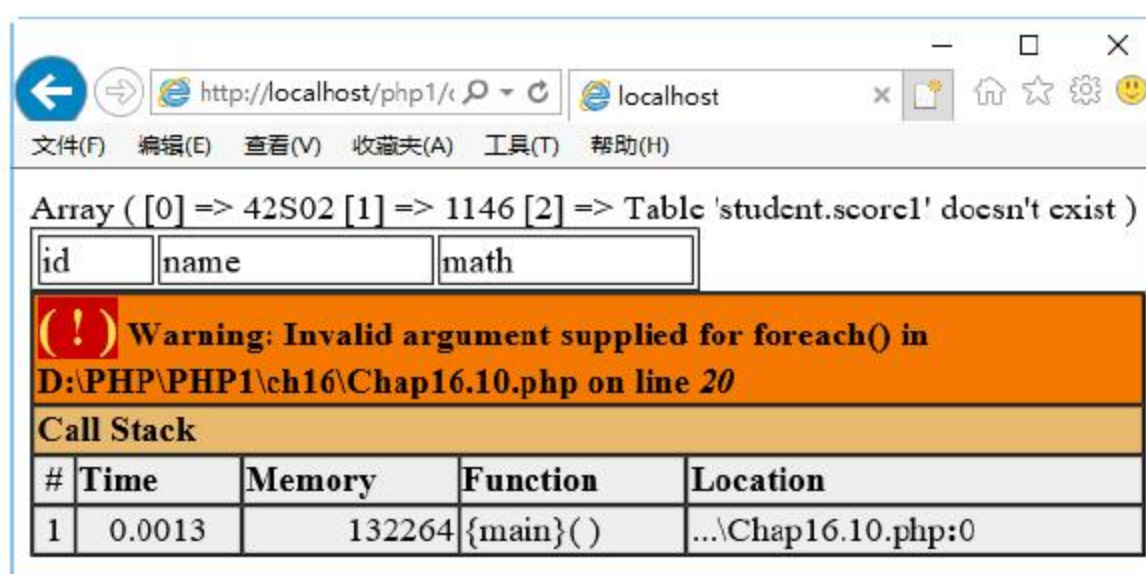 http://localhost/php1/c
localhost
文件(F) 编辑(E) 查看(V) 收藏夹(A) 工具(T) 帮助(H)
Array ( [0] => 42S02 [1] => 1146 [2] => Table 'student.score1' doesn't exist )
id name math
( ! ) Warning: Invalid argument supplied for foreach() in
D:\PHP\PHP1\ch16\Chap16.10.php on line 20
Call Stack
# Time Memory Function Location
1 0.0013 132264 {main}( ) ...\Chap16.10.php:0